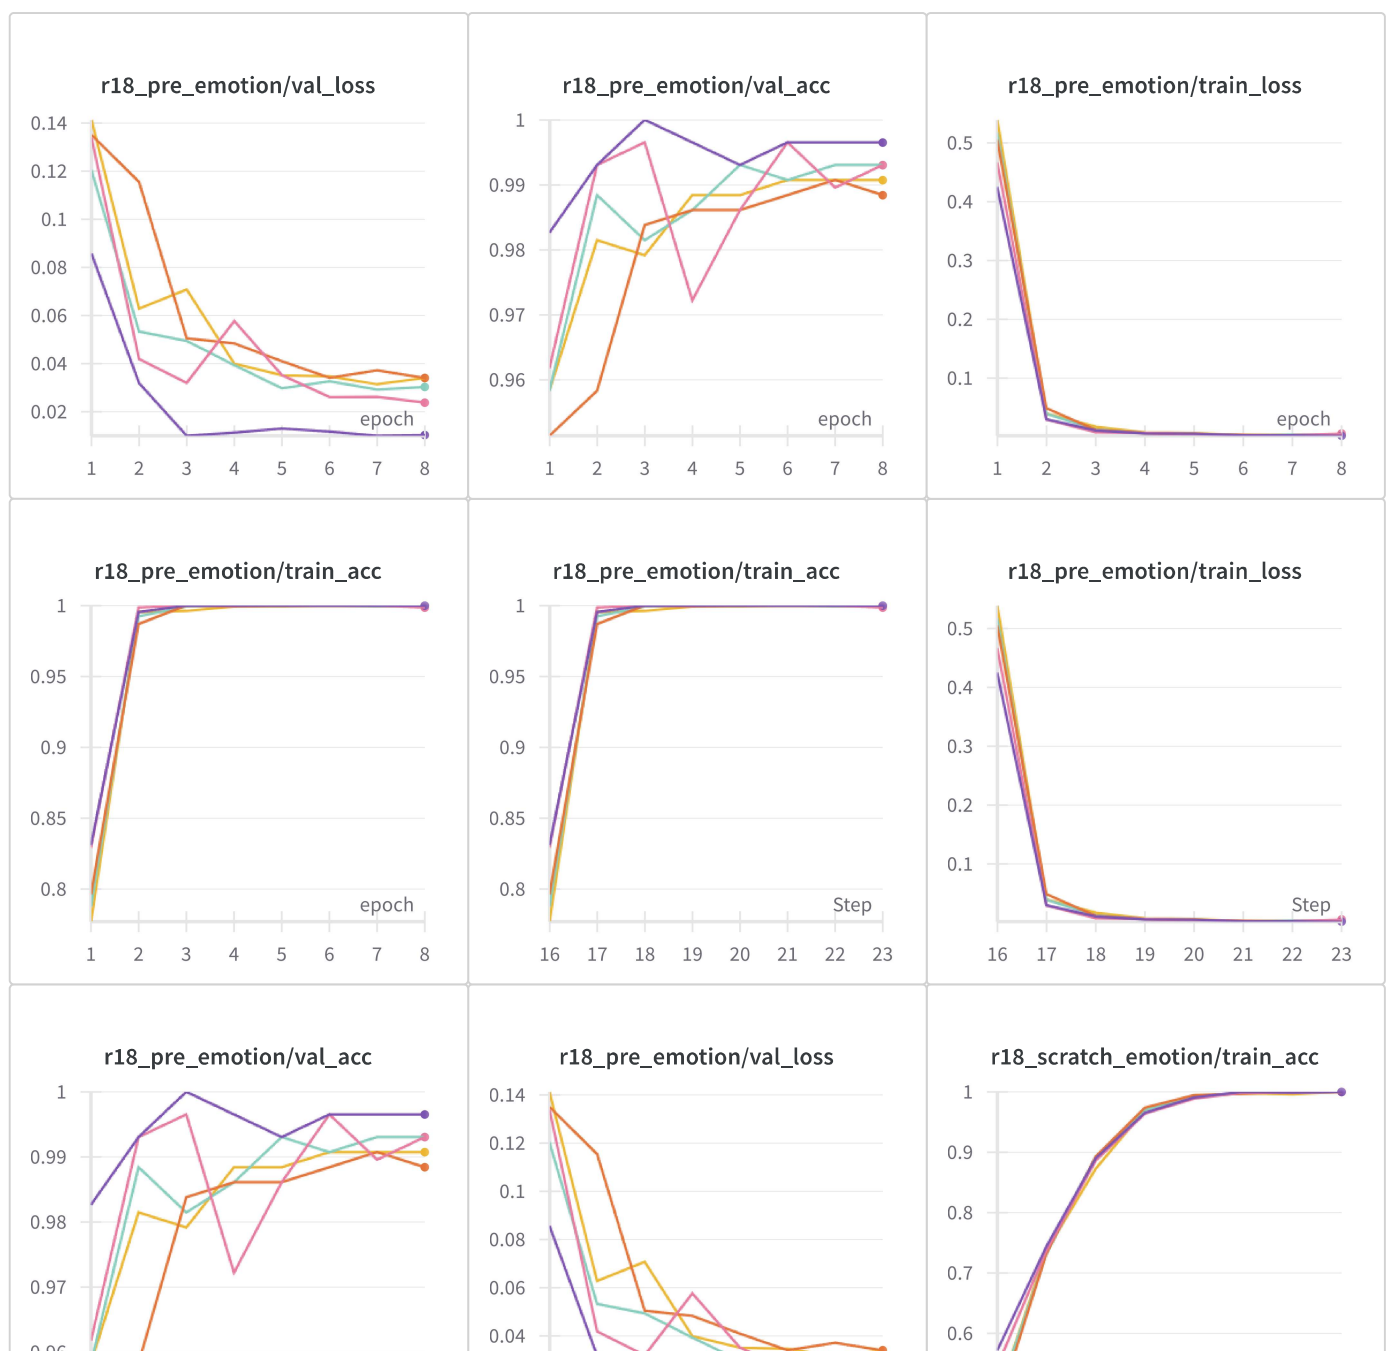 r18_pre_emotion/val_loss
0.14
0.12
0.1
0.08
0.06
0.04
0.02
epoch
1 2 3 4 5 6 7 8
r18_pre_emotion/val_acc
1
0.99
0.98
0.97
0.96
epoch
1 2 3 4 5 6 7 8
r18_pre_emotion/train_loss
0.5
0.4
0.3
0.2
0.1
epoch
1 2 3 4 5 6 7 8
r18_pre_emotion/train_acc
1
0.95
0.9
0.85
0.8
epoch
1 2 3 4 5 6 7 8
r18_pre_emotion/train_acc
1
0.95
0.9
0.85
0.8
Step
16 17 18 19 20 21 22 23
r18_pre_emotion/train_loss
0.5
0.4
0.3
0.2
0.1
Step
16 17 18 19 20 21 22 23
r18_pre_emotion/val_acc
1
0.99
0.98
0.97
0.96
r18_pre_emotion/val_loss
0.14
0.12
0.1
0.08
0.06
0.04
r18_scratch_emotion/train_acc
1
0.9
0.8
0.7
0.6